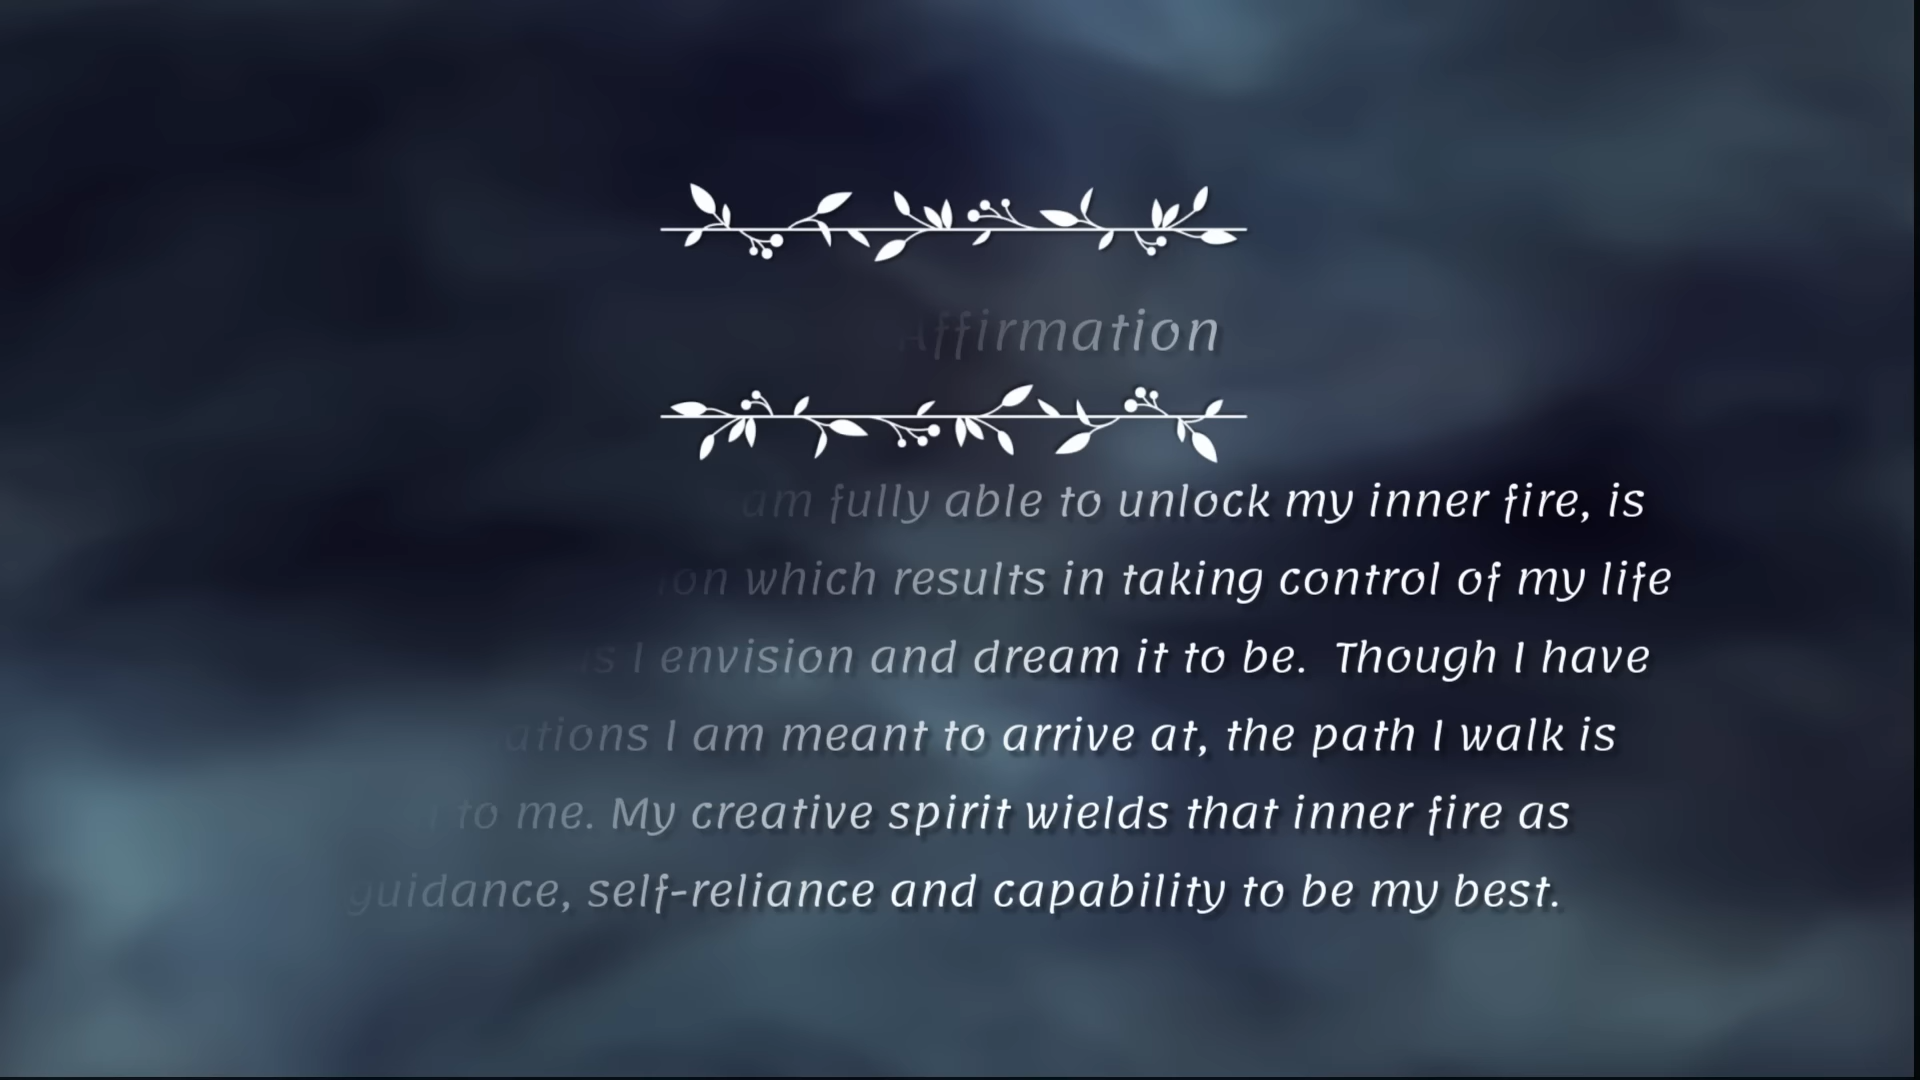 Affirmation
am fully able to unlock my inner fire, is
which results in taking control of my life
as I envision and dream it to be. Though I have
I am meant to arrive at, the path I walk is
to me. My creative spirit wields that inner fire as
guidance, self-reliance and capability to be my best.